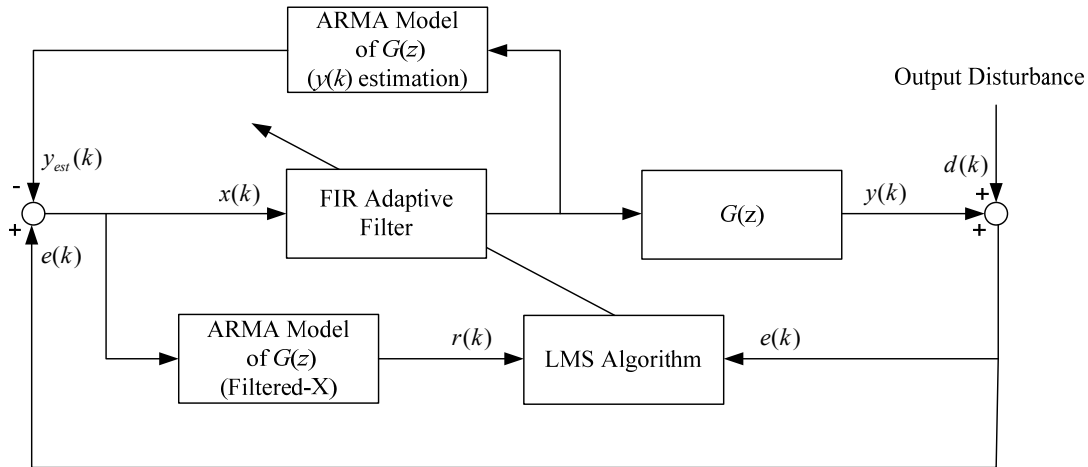 ARMA Model
of G(z)
(y(k) estimation)
Output Disturbance
y_est(k)
d(k)
-
x(k)
FIR Adaptive
Filter
G(z)
y(k)
+
+
+
e(k)
ARMA Model
of G(z)
(Filtered-X)
r(k)
LMS Algorithm
e(k)